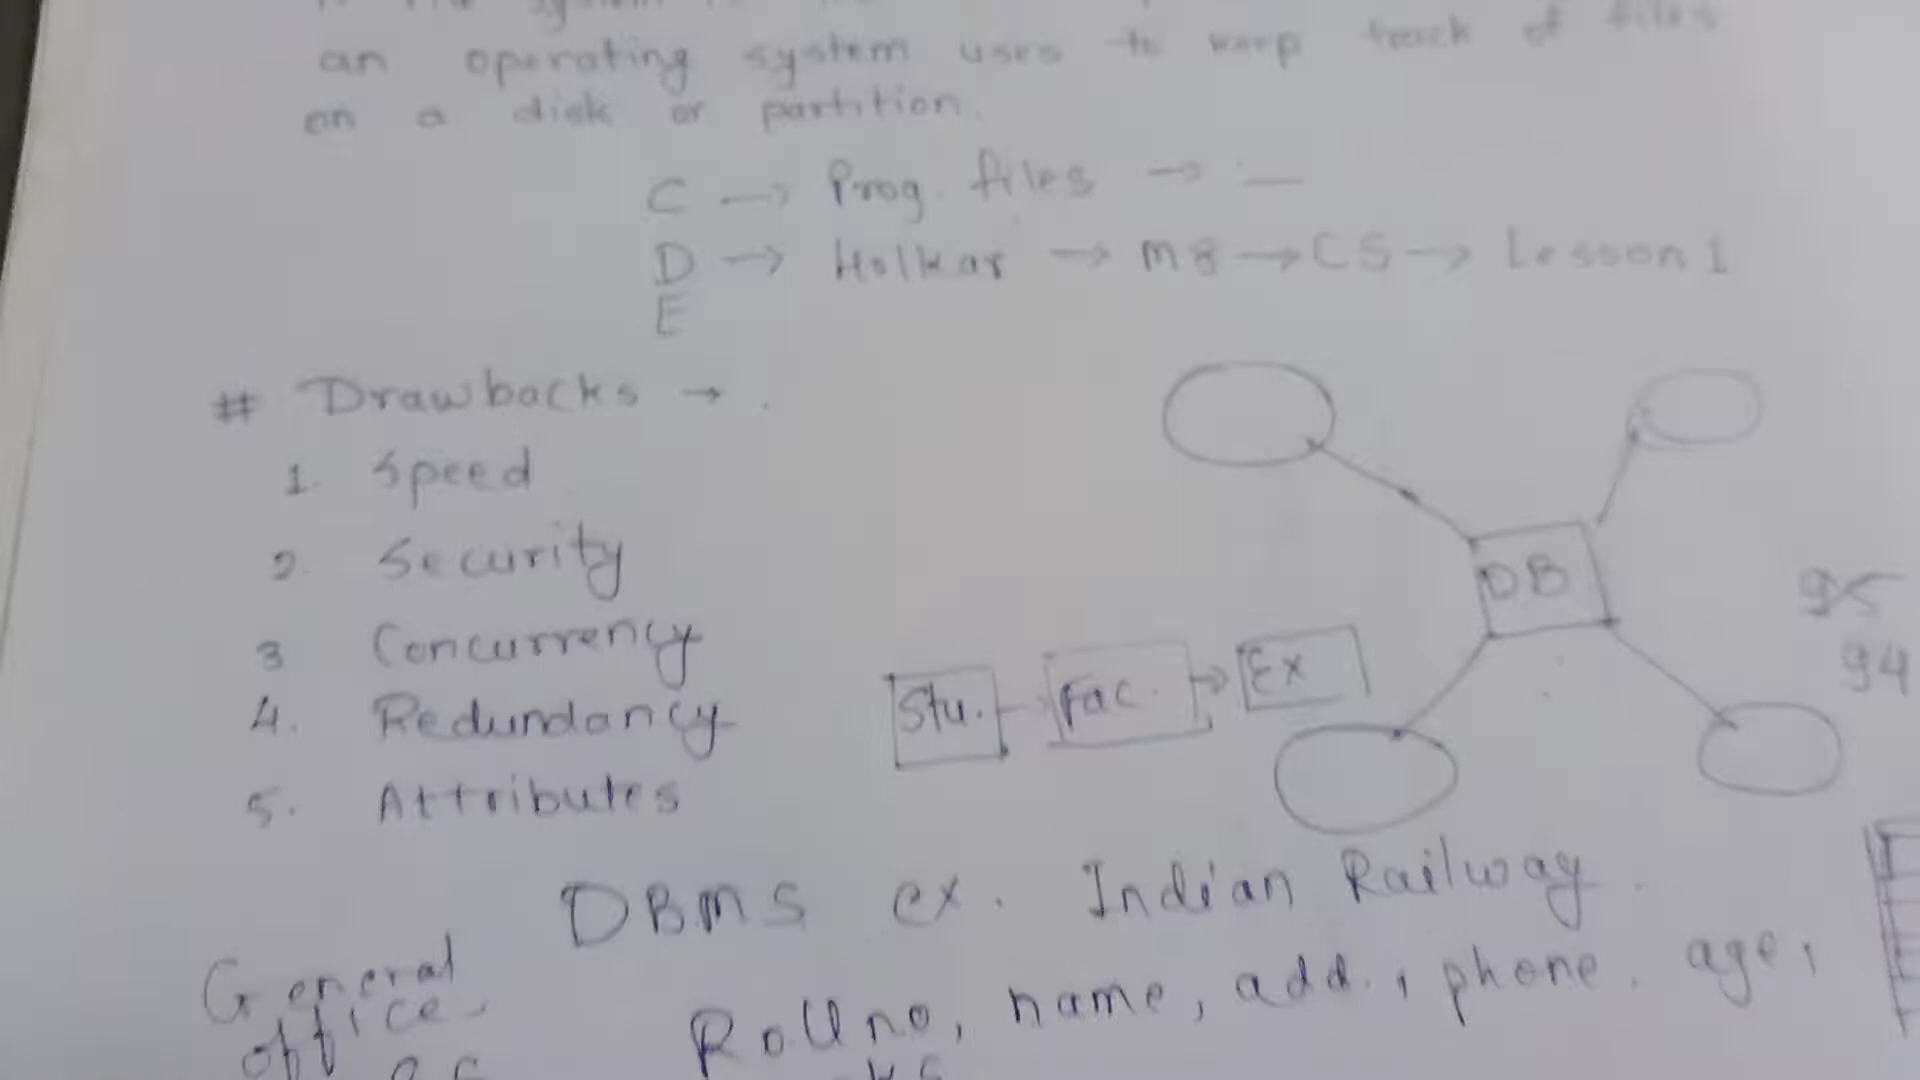 system
an operating system uses to keep track of files
on a disk or partition.
C → Prog. files → —
D → Holkar → M8 → CS → Lesson 1
E
# Drawbacks → .
1. Speed
2. Security
3 Concurrency
4. Redundancy
5. Attributes
DB
95
94
Stu. Fac. → Ex
DBMS ex. Indian Railway.
General
office
Rollno, name, add., phone. age,